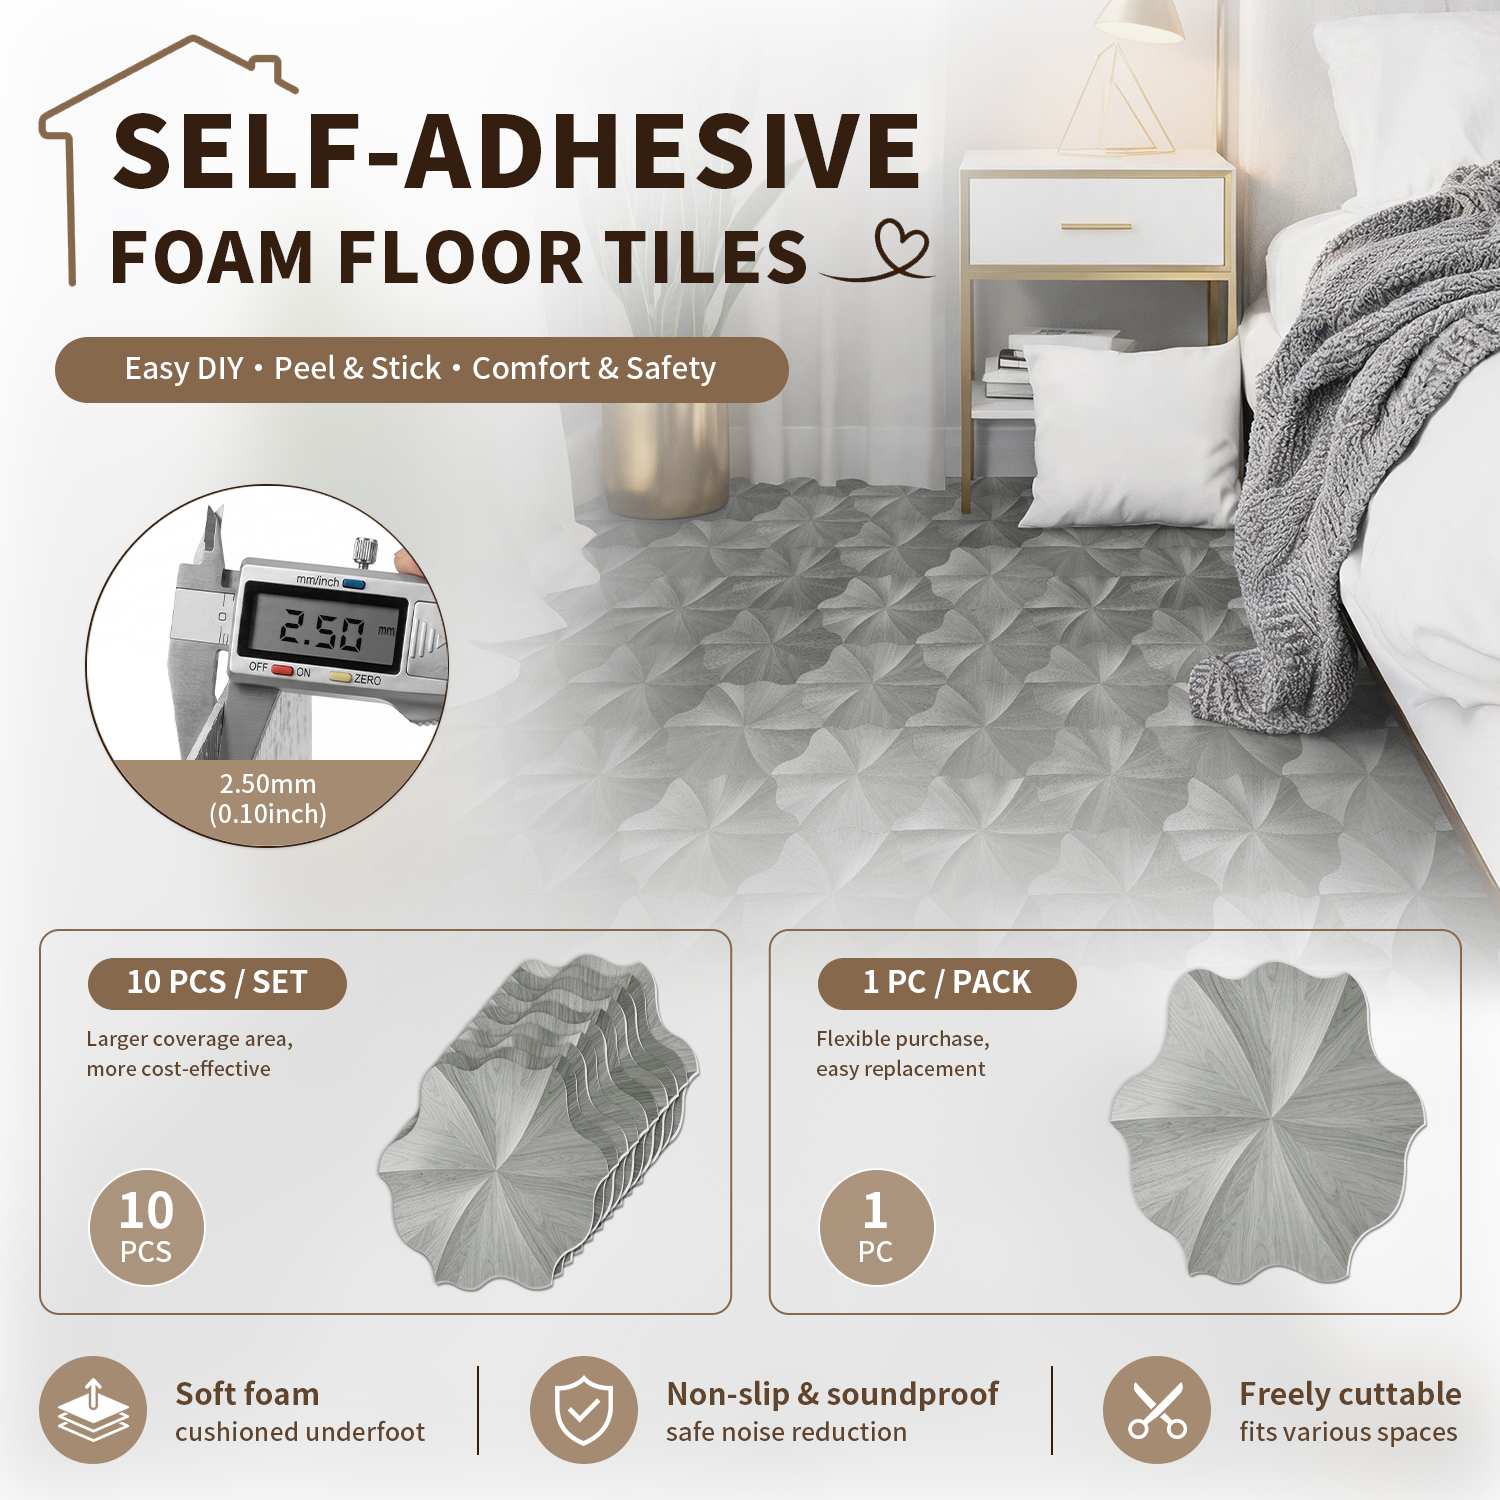 SELF-ADHESIVE
FOAM FLOOR TILES
Easy DIY • Peel & Stick • Comfort & Safety
mm/inch
2.50 mm
OFF ON ZERO
2.50mm
(0.10inch)
10 PCS / SET
Larger coverage area,
more cost-effective
10
PCS
1 PC / PACK
Flexible purchase,
easy replacement
1
PC
Soft foam
cushioned underfoot
Non-slip & soundproof
safe noise reduction
Freely cuttable
fits various spaces